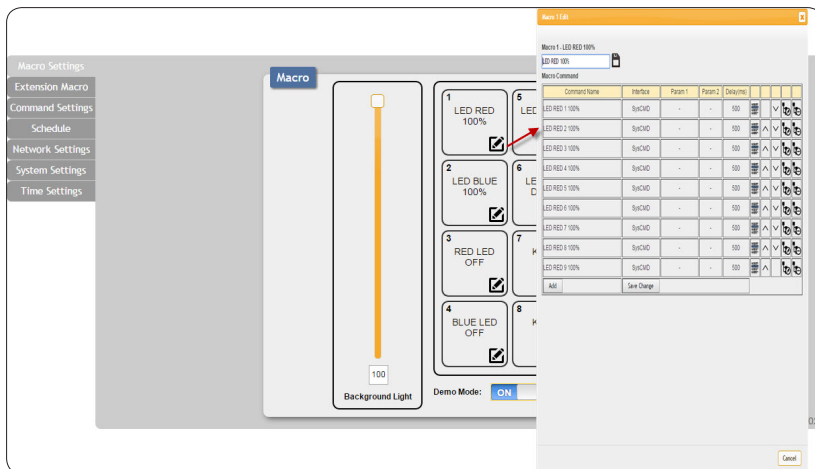 Macro Settings
Extension Macro
Command Settings
Schedule
Network Settings
System Settings
Time Settings
Macro
100
Background Light
1
LED RED
100%
2
LED BLUE
100%
3
RED LED
OFF
4
BLUE LED
OFF
5
LED
6
LE
D
7
K
8
K
Demo Mode: ON
Macro 1 Edit
Macro 1 - LED RED 100%
LED RED 100%
Macro Command
Command Name Interface Param 1 Param 2 Delay(ms)
LED RED 1 100% SysCMD - - 500
LED RED 2 100% SysCMD - - 500
LED RED 3 100% SysCMD - - 500
LED RED 4 100% SysCMD - - 500
LED RED 5 100% SysCMD - - 500
LED RED 6 100% SysCMD - - 500
LED RED 7 100% SysCMD - - 500
LED RED 8 100% SysCMD - - 500
LED RED 9 100% SysCMD - - 500
Add Save Change
Cancel